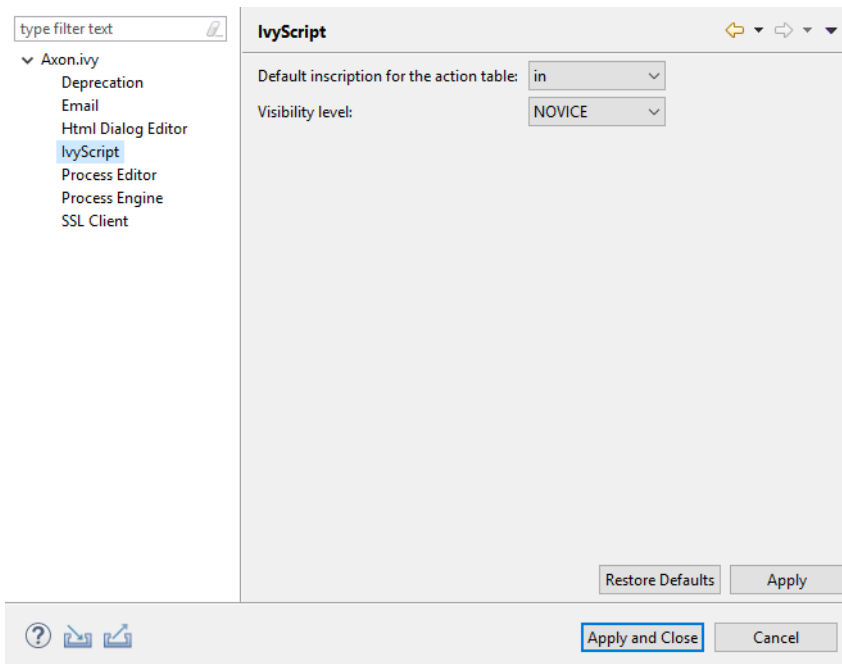 type filter text
Axon.ivy
Deprecation
Email
Html Dialog Editor
IvyScript
Process Editor
Process Engine
SSL Client
IvyScript
Default inscription for the action table: in
Visibility level: NOVICE
Restore Defaults Apply
? Apply and Close Cancel